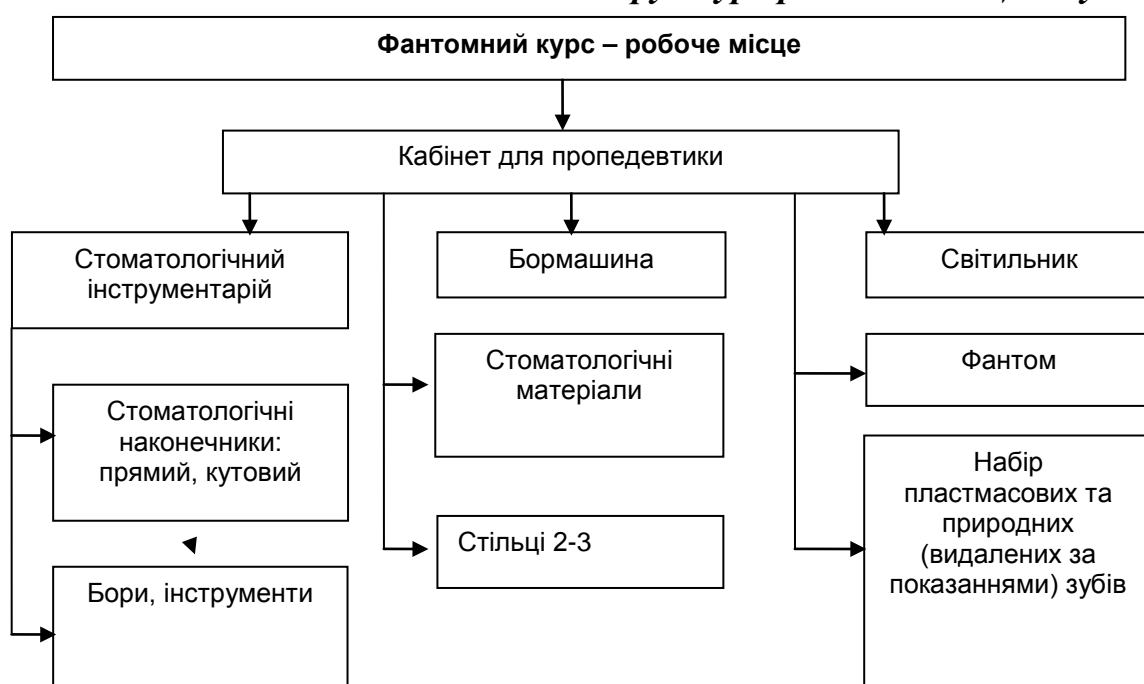 Фантомний курс – робоче місце
Кабінет для пропедевтики
Стоматологічний
інструментарій
Бормашина
Світильник
Стоматологічні
матеріали
Фантом
Стоматологічні
наконечники:
прямий, кутовий
Набір
пластмасових та
природних
(видалених за
показаннями) зубів
Стільці 2-3
Бори, інструменти